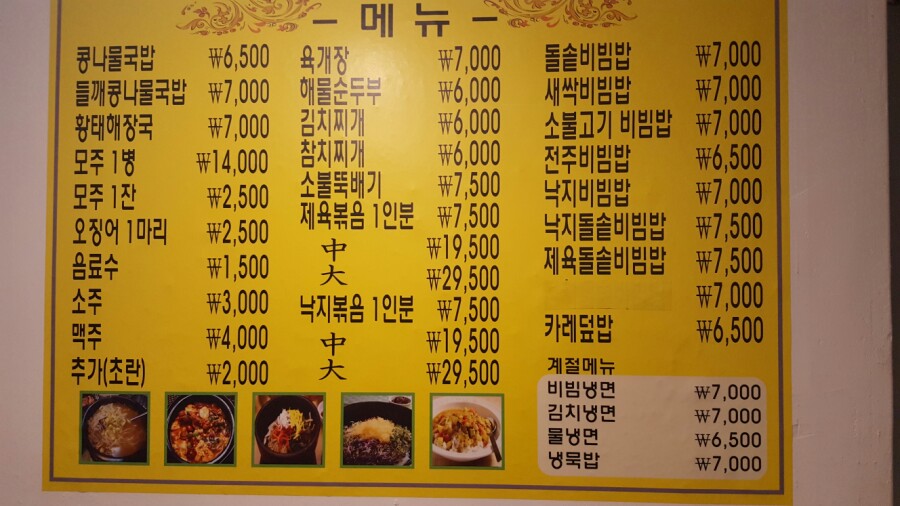 - 메뉴 -
콩나물국밥 ₩6,500
들깨콩나물국밥 ₩7,000
황태해장국 ₩7,000
모주 1병 ₩14,000
모주 1잔 ₩2,500
오징어 1마리 ₩2,500
음료수 ₩1,500
소주 ₩3,000
맥주 ₩4,000
추가(초란) ₩2,000
육개장 ₩7,000
해물순두부 ₩6,000
김치찌개 ₩6,000
참치찌개 ₩6,000
소불뚝배기 ₩7,500
제육볶음 1인분 ₩7,500
中 ₩19,500
大 ₩29,500
낙지볶음 1인분 ₩7,500
中 ₩19,500
大 ₩29,500
돌솥비빔밥 ₩7,000
새싹비빔밥 ₩7,000
소불고기 비빔밥 ₩7,000
전주비빔밥 ₩6,500
낙지비빔밥 ₩7,000
낙지돌솥비빔밥 ₩7,500
제육돌솥비빔밥 ₩7,500
₩7,000
카레덮밥 ₩6,500
계절메뉴
비빔냉면 ₩7,000
김치냉면 ₩7,000
물냉면 ₩6,500
냉묵밥 ₩7,000